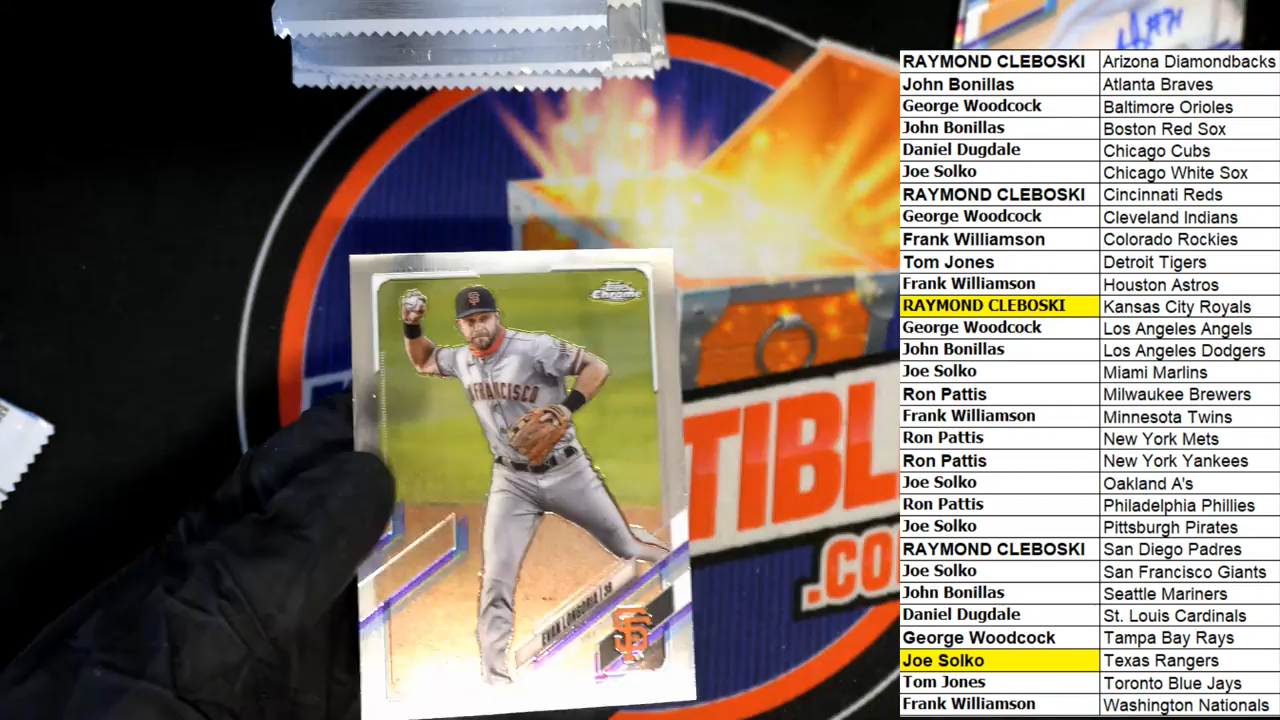 #71
RAYMOND CLEBOSKI Arizona Diamondbacks
John Bonillas Atlanta Braves
George Woodcock Baltimore Orioles
John Bonillas Boston Red Sox
Daniel Dugdale Chicago Cubs
Joe Solko Chicago White Sox
RAYMOND CLEBOSKI Cincinnati Reds
George Woodcock Cleveland Indians
Frank Williamson Colorado Rockies
Tom Jones Detroit Tigers
Frank Williamson Houston Astros
RAYMOND CLEBOSKI Kansas City Royals
George Woodcock Los Angeles Angels
John Bonillas Los Angeles Dodgers
Joe Solko Miami Marlins
Ron Pattis Milwaukee Brewers
Frank Williamson Minnesota Twins
Ron Pattis New York Mets
Ron Pattis New York Yankees
Joe Solko Oakland A's
Ron Pattis Philadelphia Phillies
Joe Solko Pittsburgh Pirates
RAYMOND CLEBOSKI San Diego Padres
Joe Solko San Francisco Giants
John Bonillas Seattle Mariners
Daniel Dugdale St. Louis Cardinals
George Woodcock Tampa Bay Rays
Joe Solko Texas Rangers
Tom Jones Toronto Blue Jays
Frank Williamson Washington Nationals
Topps
Chrome
SF
FRANCISCO
EVAN LONGORIA | 3B
SF
TIBL
.CO